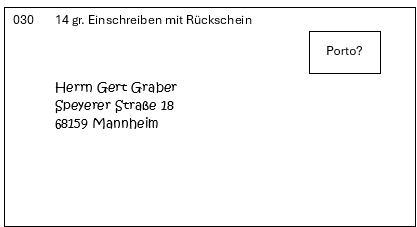 030 14 gr. Einschreiben mit Rückschein
Porto?
Herrn Gert Graber
Speyerer Straße 18
68159 Mannheim